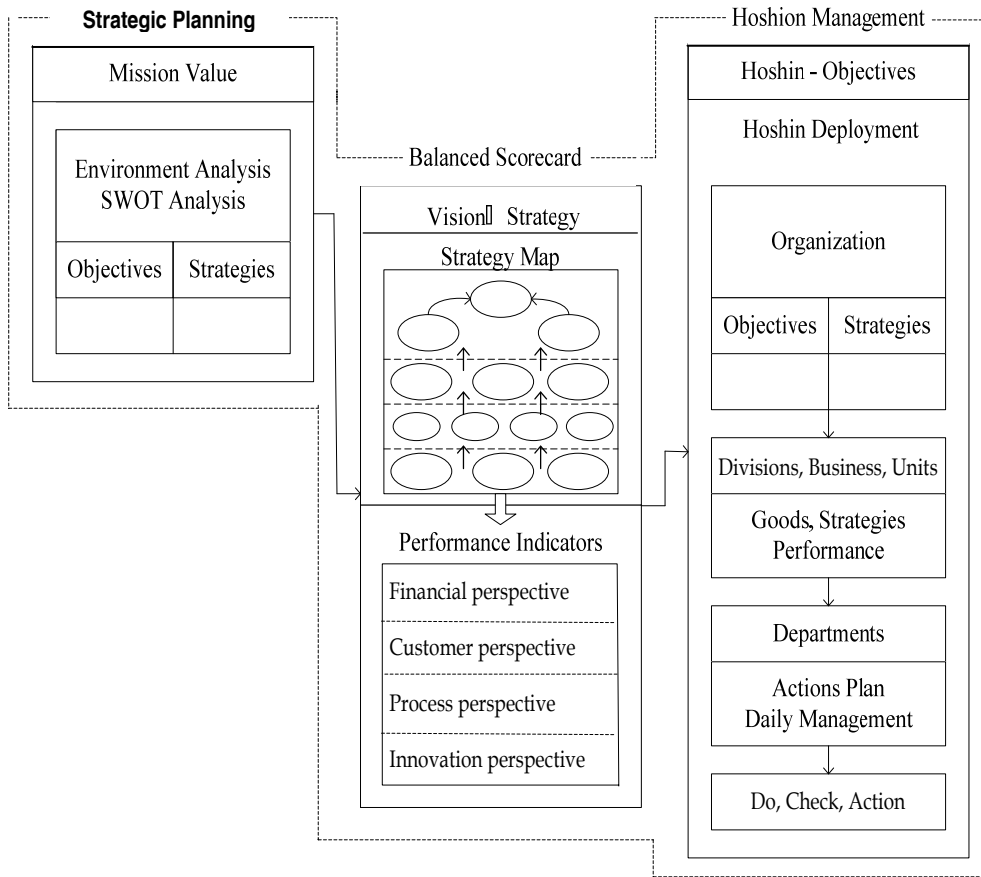 Strategic Planning
Mission Value
Environment Analysis
SWOT Analysis
Objectives
Strategies
Balanced Scorecard
Vision▯ Strategy
Strategy Map
Performance Indicators
Financial perspective
Customer perspective
Process perspective
Innovation perspective
Hoshion Management
Hoshin - Objectives
Hoshin Deployment
Organization
Objectives
Strategies
Divisions, Business, Units
Goods, Strategies
Performance
Departments
Actions Plan
Daily Management
Do, Check, Action